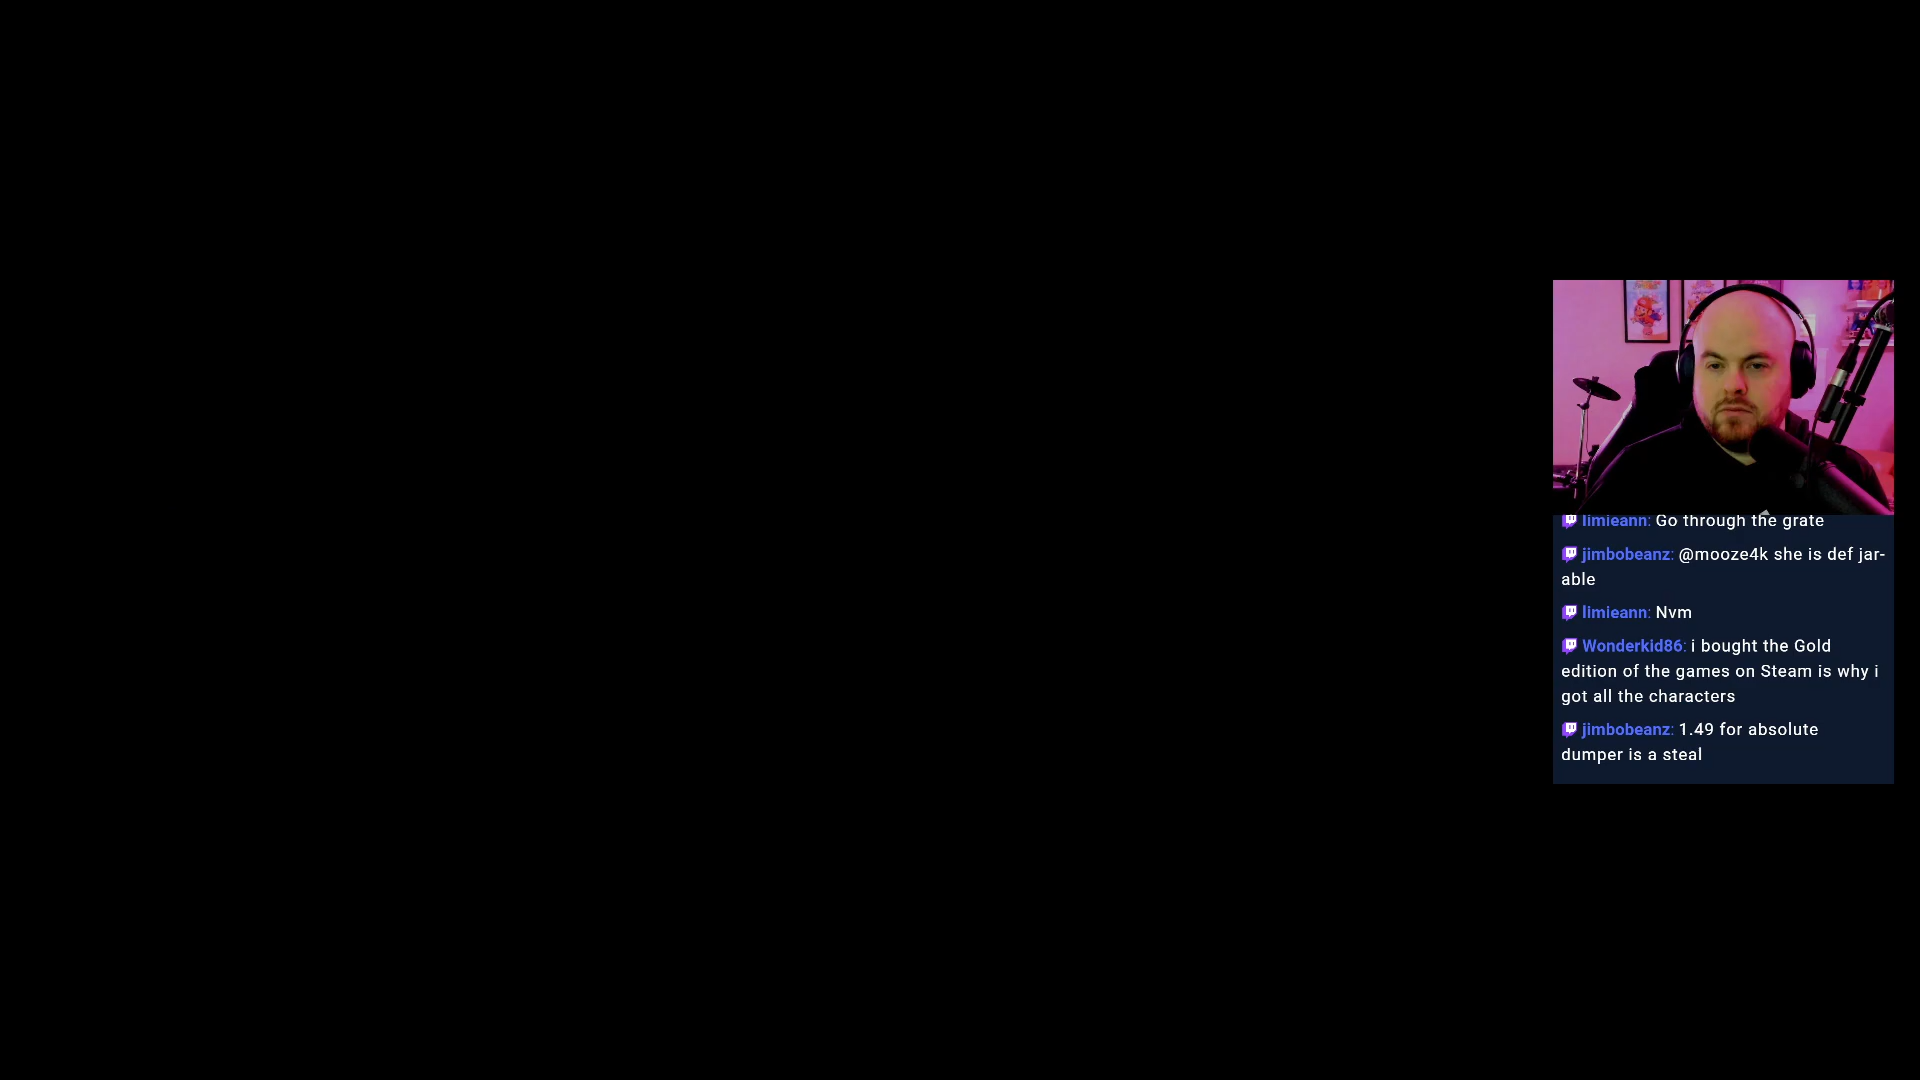 limieann: Go through the grate
jimbobeanz: @mooze4k she is def jar-
able
limieann: Nvm
Wonderkid86: i bought the Gold
edition of the games on Steam is why i
got all the characters
jimbobeanz: 1.49 for absolute
dumper is a steal